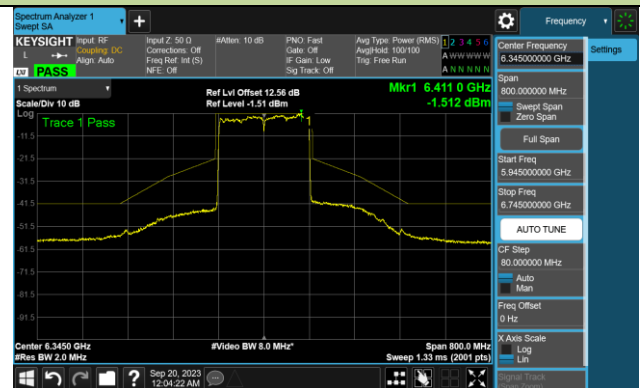 Spectrum Analyzer 1
Swept SA
Frequency
KEYSIGHT
L
LXI
PASS
Input: RF
Coupling: DC
Align: Auto
Input Z: 50 Ω
Corrections: Off
Freq Ref: Int (S)
NFE: Off
#Atten: 10 dB
PNO: Fast
Gate: Off
IF Gain: Low
Sig Track: Off
Avg Type: Power (RMS)
Avg|Hold: 100/100
Trig: Free Run
1 2 3 4 5 6
A W W W W W
A N N N N N
1 Spectrum
Scale/Div 10 dB
Ref Lvl Offset 12.56 dB
Ref Level -1.51 dBm
Mkr1 6.411 0 GHz
-1.512 dBm
Log
Trace 1 Pass
-11.5
-21.5
-31.5
-41.5
-51.5
-61.5
-71.5
-81.5
-91.5
Center 6.3450 GHz
#Res BW 2.0 MHz
#Video BW 8.0 MHz*
Span 800.0 MHz
Sweep 1.33 ms (2001 pts)
Sep 20, 2023
12:04:22 AM
Center Frequency
6.345000000 GHz
Settings
Span
800.000000 MHz
Swept Span
Zero Span
Full Span
Start Freq
5.945000000 GHz
Stop Freq
6.745000000 GHz
AUTO TUNE
CF Step
80.000000 MHz
Auto
Man
Freq Offset
0 Hz
X Axis Scale
Log
Lin
Signal Track
(Span Zoom)